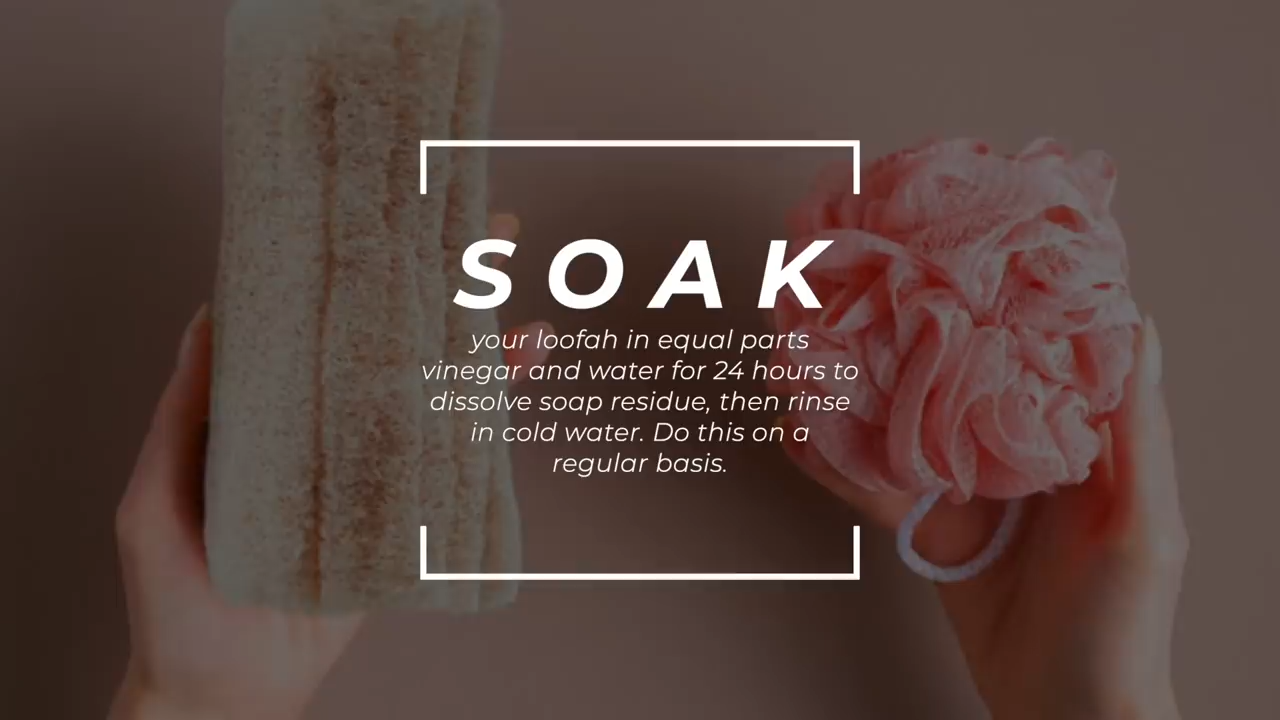 SOAK
your loofah in equal parts
vinegar and water for 24 hours to
dissolve soap residue, then rinse
in cold water. Do this on a
regular basis.